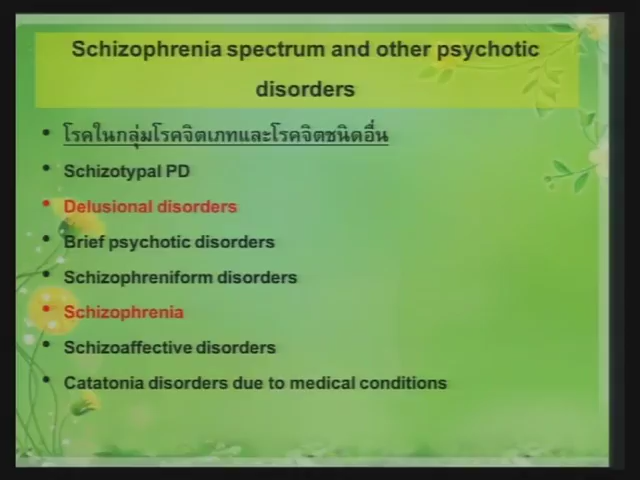 Schizophrenia spectrum and other psychotic
disorders
• โรคในกลุ่มโรคจิตเภทและโรคจิตชนิดอื่น
• Schizotypal PD
• Delusional disorders
• Brief psychotic disorders
• Schizophreniform disorders
• Schizophrenia
• Schizoaffective disorders
• Catatonia disorders due to medical conditions